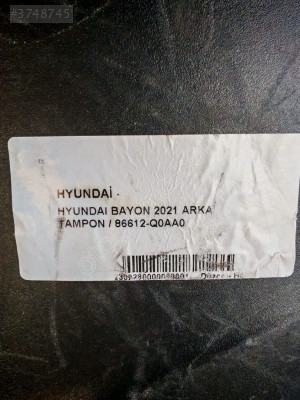 #3748745
HYUNDAİ -
HYUNDAI BAYON 2021 ARKA
TAMPON / 86612-Q0AA0